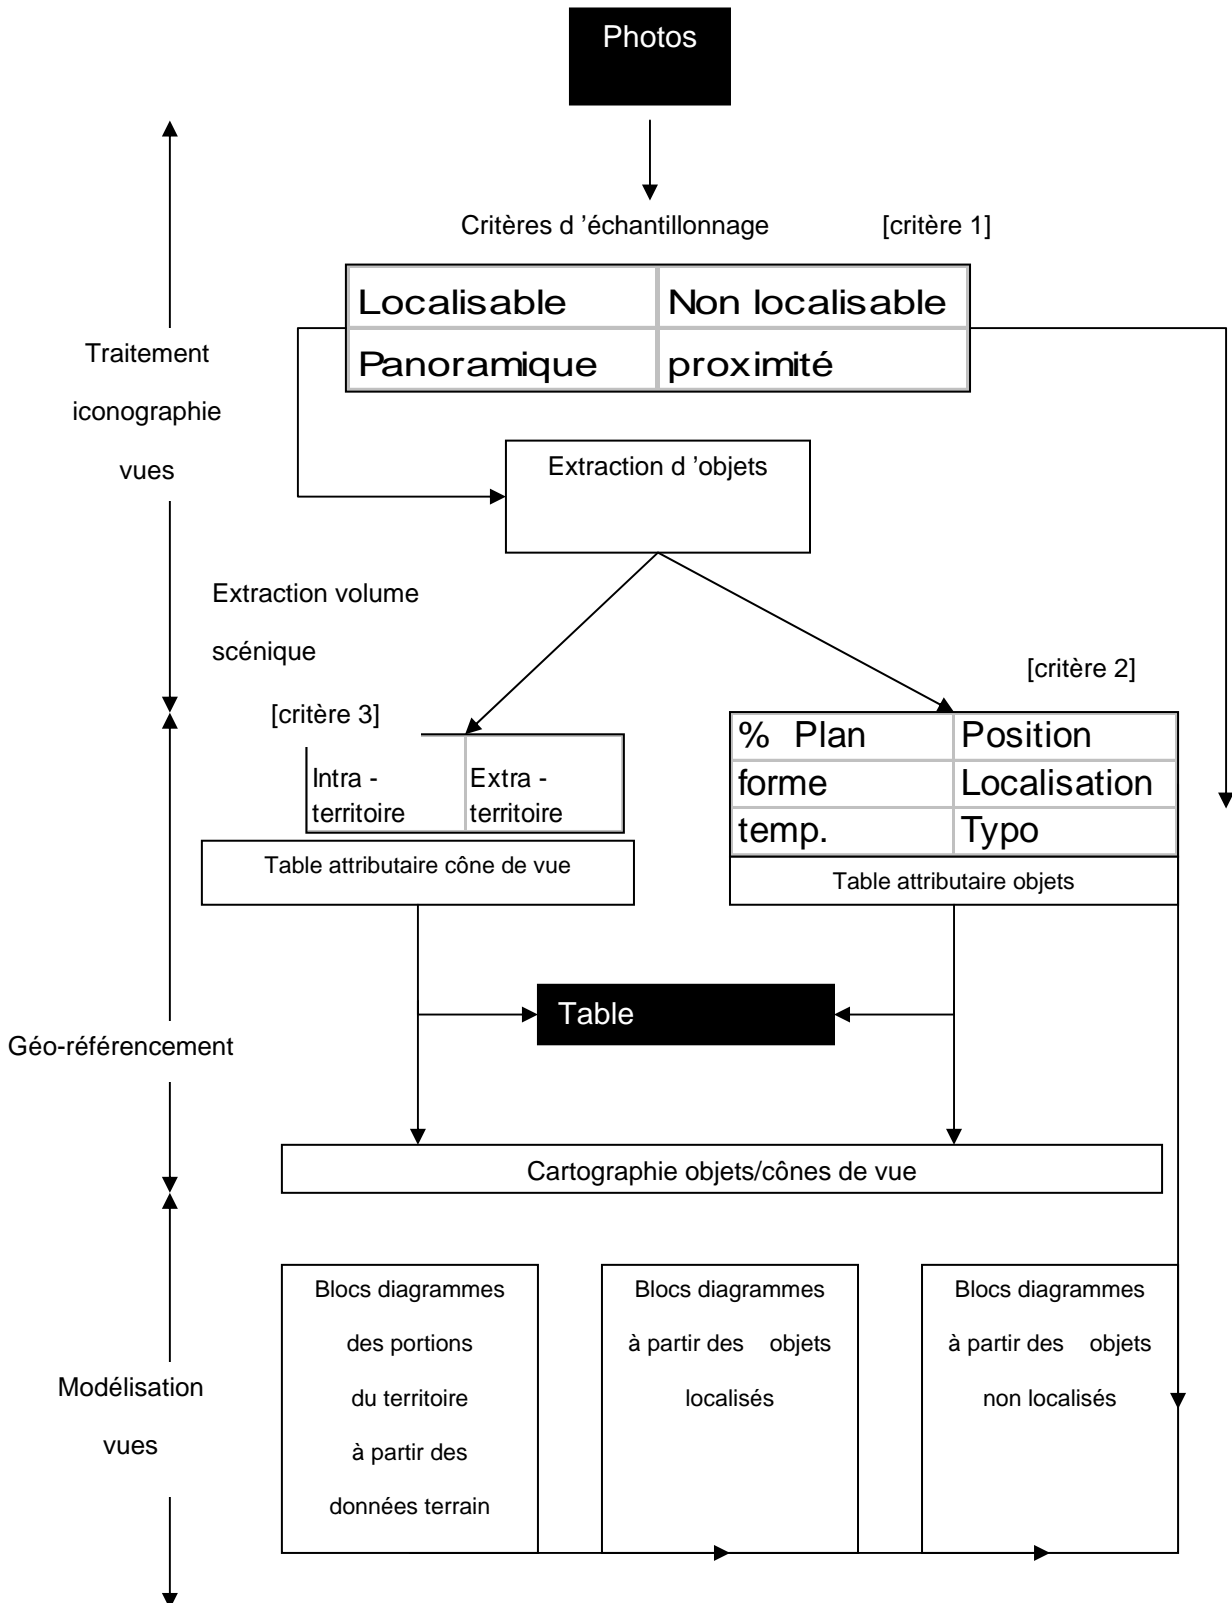 Photos
Critères d ’échantillonnage [critère 1]
Localisable Non localisable
Panoramique proximité
Traitement
iconographie
vues
Extraction d ’objets
Extraction volume
scénique
[critère 2]
[critère 3]
% Plan Position
forme Localisation
temp. Typo
Intra - Extra -
territoire territoire
Table attributaire cône de vue
Table attributaire objets
Table
Géo-référencement
Cartographie objets/cônes de vue
Blocs diagrammes
des portions
du territoire
à partir des
données terrain
Blocs diagrammes
à partir des objets
localisés
Blocs diagrammes
à partir des objets
non localisés
Modélisation
vues